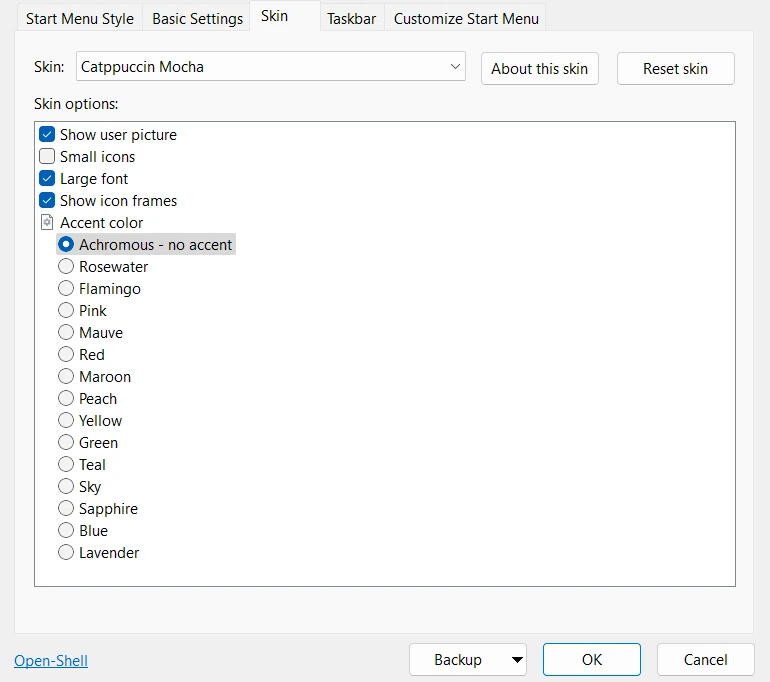 Start Menu Style Basic Settings Skin Taskbar Customize Start Menu
Skin: Catppuccin Mocha About this skin Reset skin
Skin options:
Show user picture
Small icons
Large font
Show icon frames
Accent color
Achromous - no accent
Rosewater
Flamingo
Pink
Mauve
Red
Maroon
Peach
Yellow
Green
Teal
Sky
Sapphire
Blue
Lavender
Open-Shell Backup OK Cancel